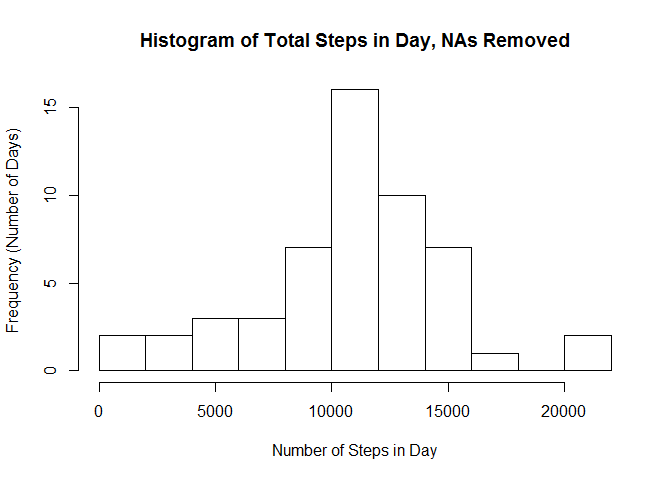 Histogram of Total Steps in Day, NAs Removed
Frequency (Number of Days)
15
10
5
0
0 5000 10000 15000 20000
Number of Steps in Day